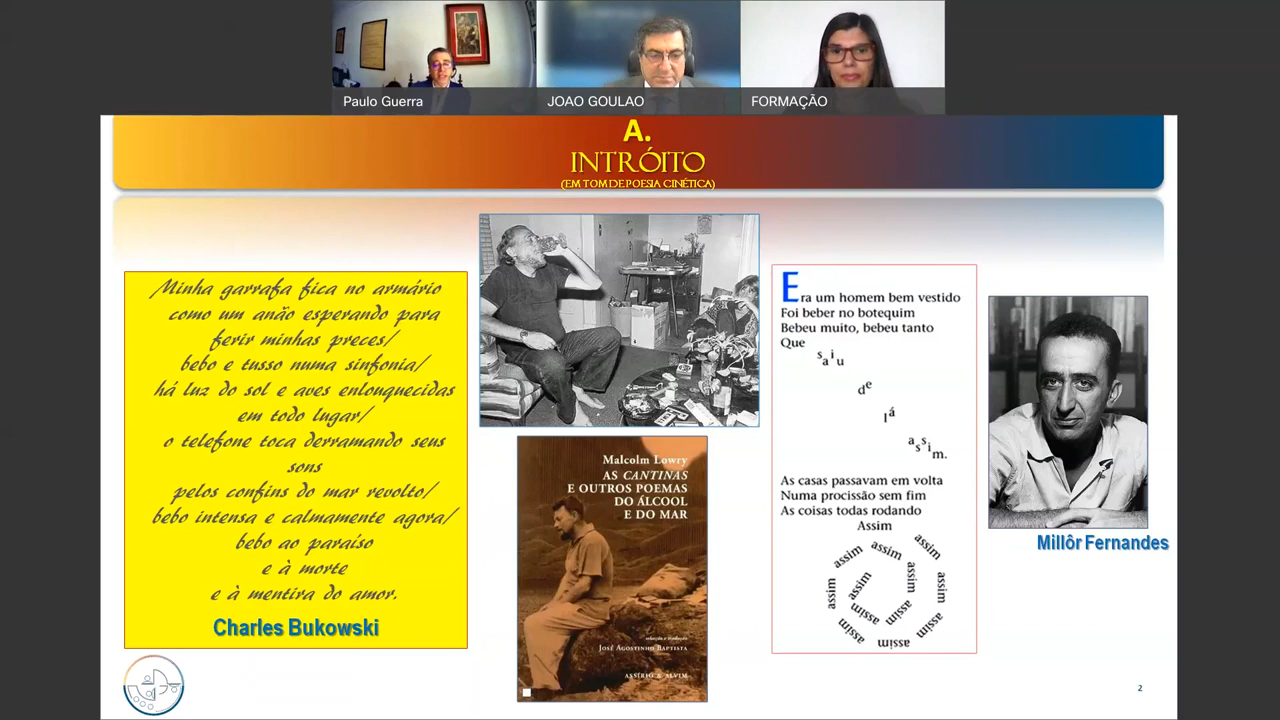 Paulo Guerra
JOAO GOULAO
FORMAÇÃO
A.
INTRÓITO
(EM TOM DE POESIA CINÉTICA)
Minha garrafa fica no armário
como um anão esperando para
ferir minhas preces/
bebo e tusso numa sinfonia/
há luz do sol e aves enlouquecidas
em todo lugar/
o telefone toca derramando seus
sons
pelos confins do mar revolto/
bebo intensa e calmamente agora/
bebo ao paraíso
e à morte
e à mentira do amor.
Charles Bukowski
Malcolm Lowry
AS CANTINAS
E OUTROS POEMAS
DO ÁLCOOL
E DO MAR
selecção e tradução
JOSÉ AGOSTINHO BAPTISTA
ASSÍRIO & ALVIM
Era um homem bem vestido
Foi beber no botequim
Bebeu muito, bebeu tanto
Que
saiu
de
lá
assim.
As casas passavam em volta
Numa procissão sem fim
As coisas todas rodando
Assim
assim
assim
assim
assim
assim
assim
assim
assim
assim
assim
assim
assim
Millôr Fernandes
2